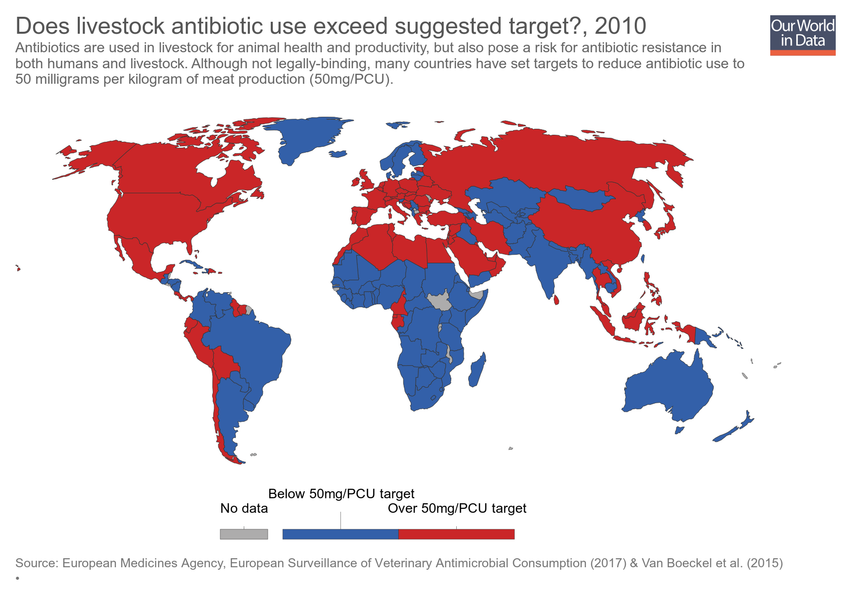 Does livestock antibiotic use exceed suggested target?, 2010
Our World
in Data
Antibiotics are used in livestock for animal health and productivity, but also pose a risk for antibiotic resistance in
both humans and livestock. Although not legally-binding, many countries have set targets to reduce antibiotic use to
50 milligrams per kilogram of meat production (50mg/PCU).
Below 50mg/PCU target
No data
Over 50mg/PCU target
Source: European Medicines Agency, European Surveillance of Veterinary Antimicrobial Consumption (2017) & Van Boeckel et al. (2015)
•